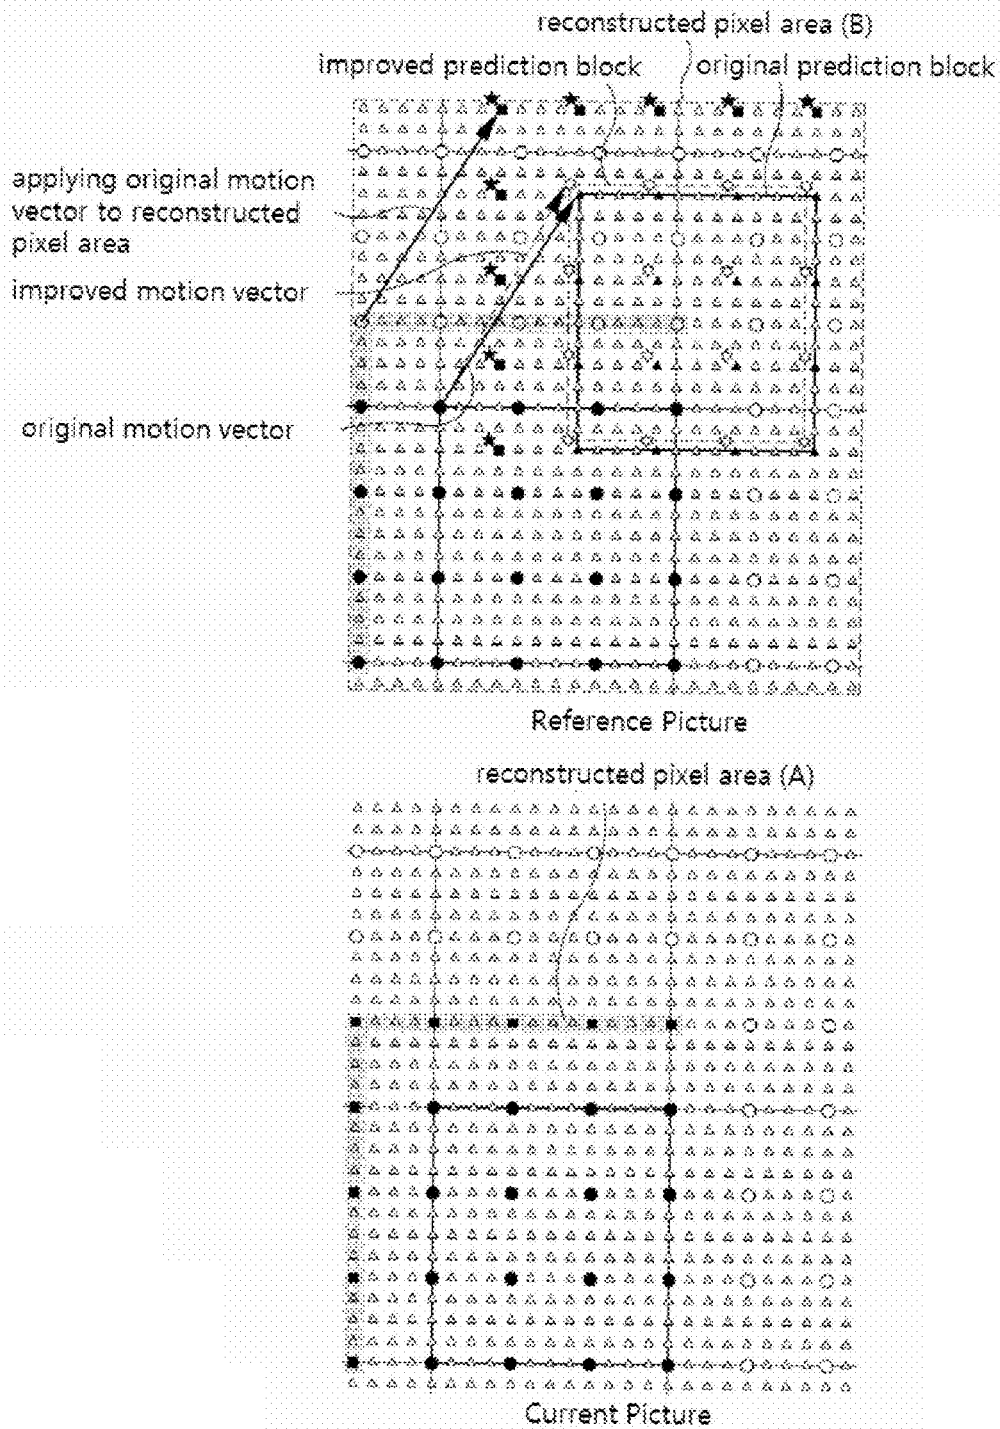 reconstructed pixel area (B)
improved prediction block
original prediction block
applying original motion
vector to reconstructed
pixel area
improved motion vector
original motion vector
Reference Picture
reconstructed pixel area (A)
Current Picture